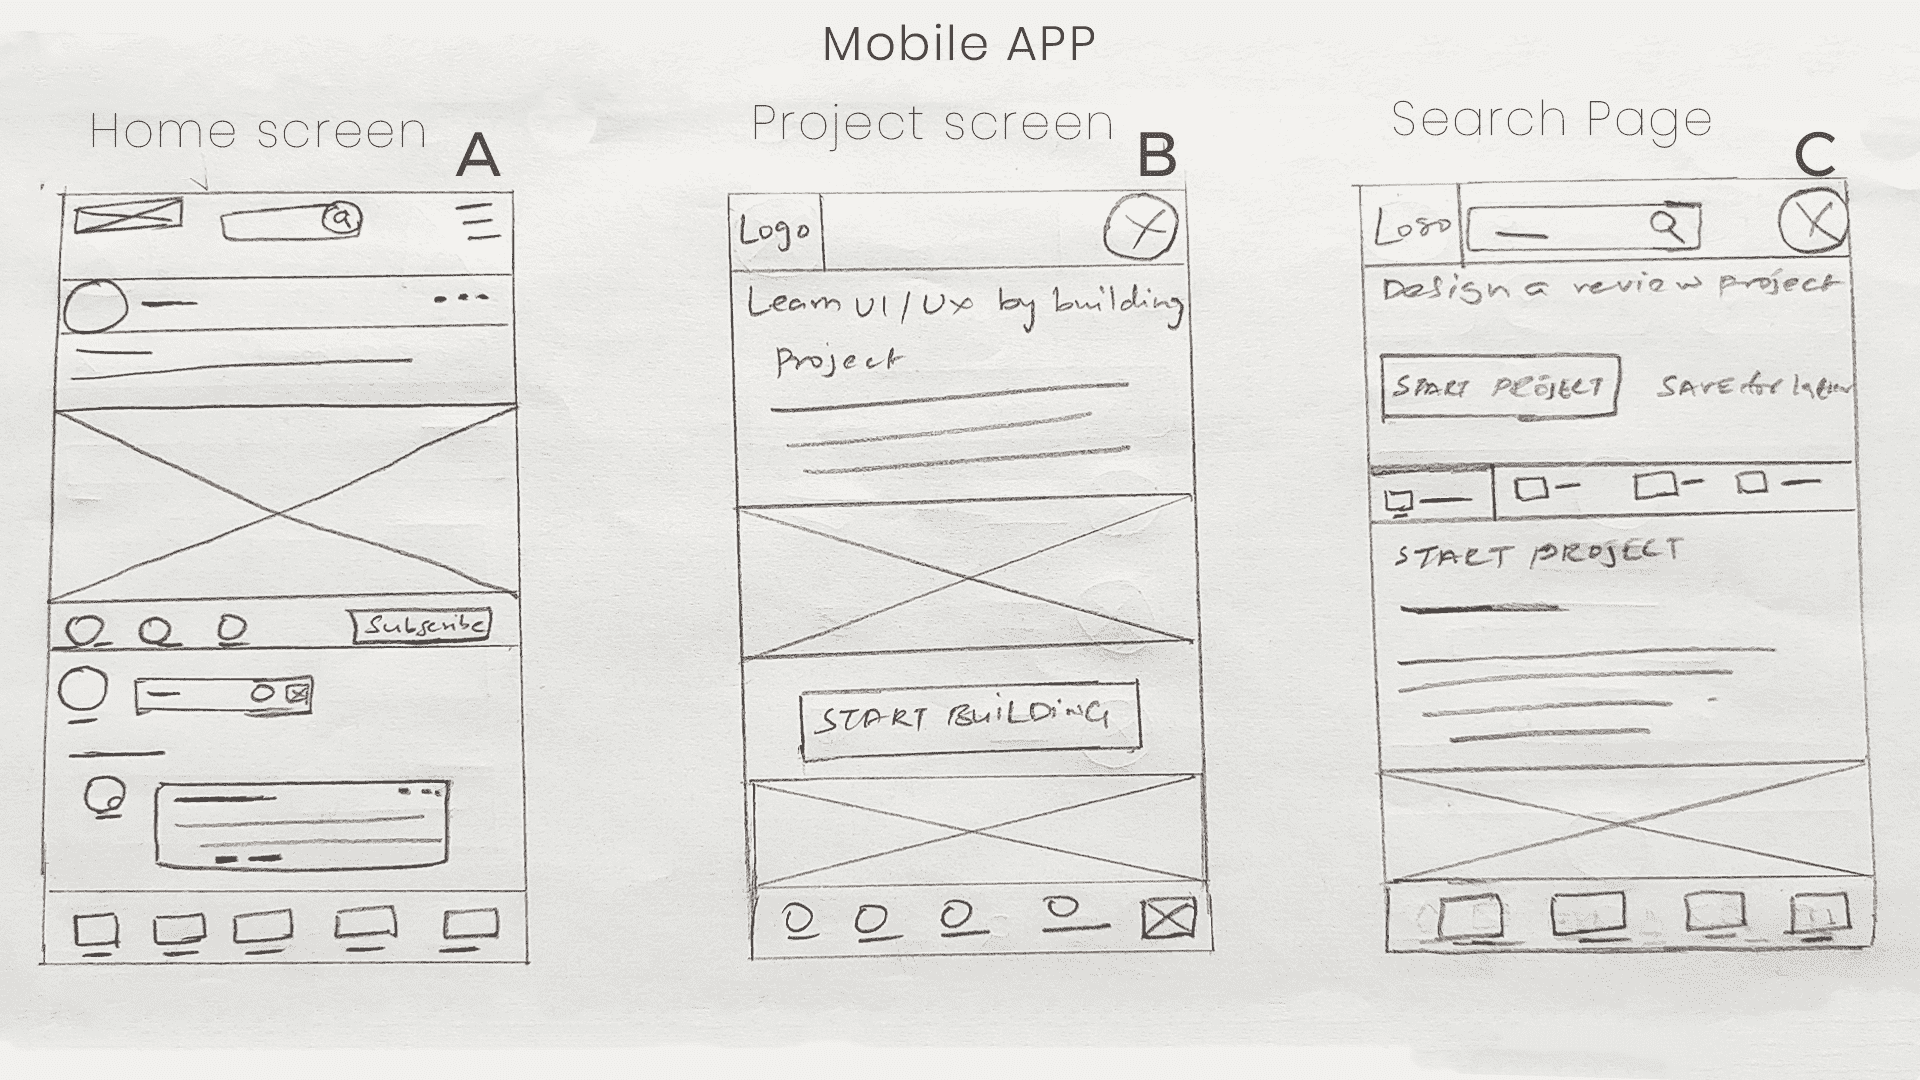 Mobile APP
Home screen
A
Subscribe
Project screen
B
Logo
Learn UI / Ux by building
Project
START BUiLDiNG
Search Page
C
Logo
Design a review project
START PROJECT
SAVE for later
START PROJECT